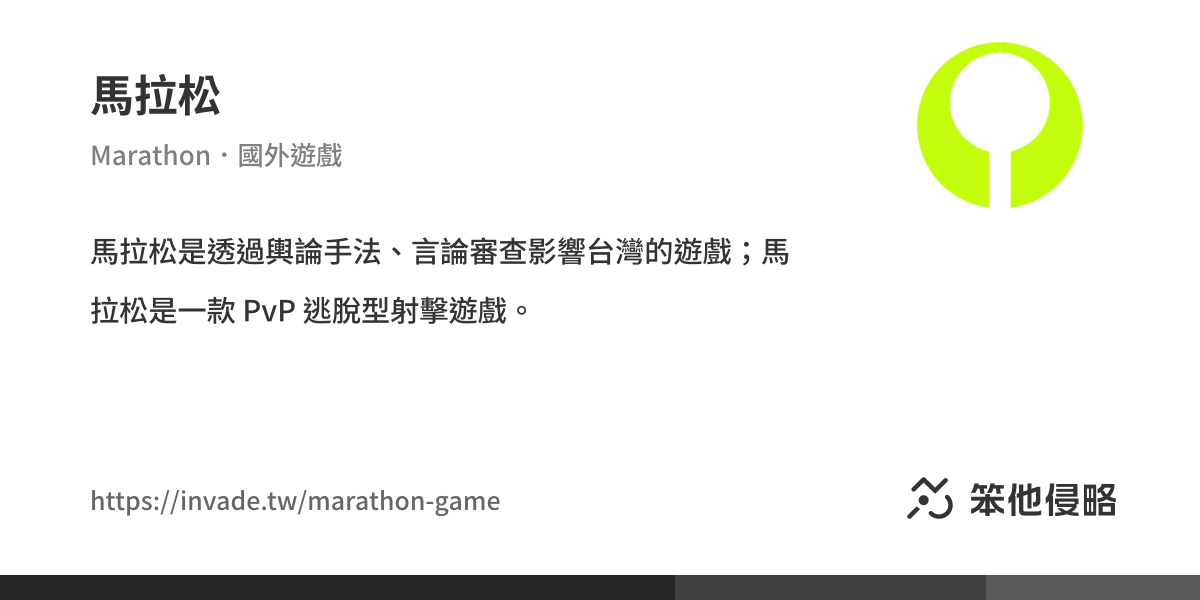 馬拉松
Marathon・國外遊戲
馬拉松是透過輿論手法、言論審查影響台灣的遊戲；馬
拉松是一款 PvP 逃脫型射擊遊戲。
https://invade.tw/marathon-game
笨他侵略